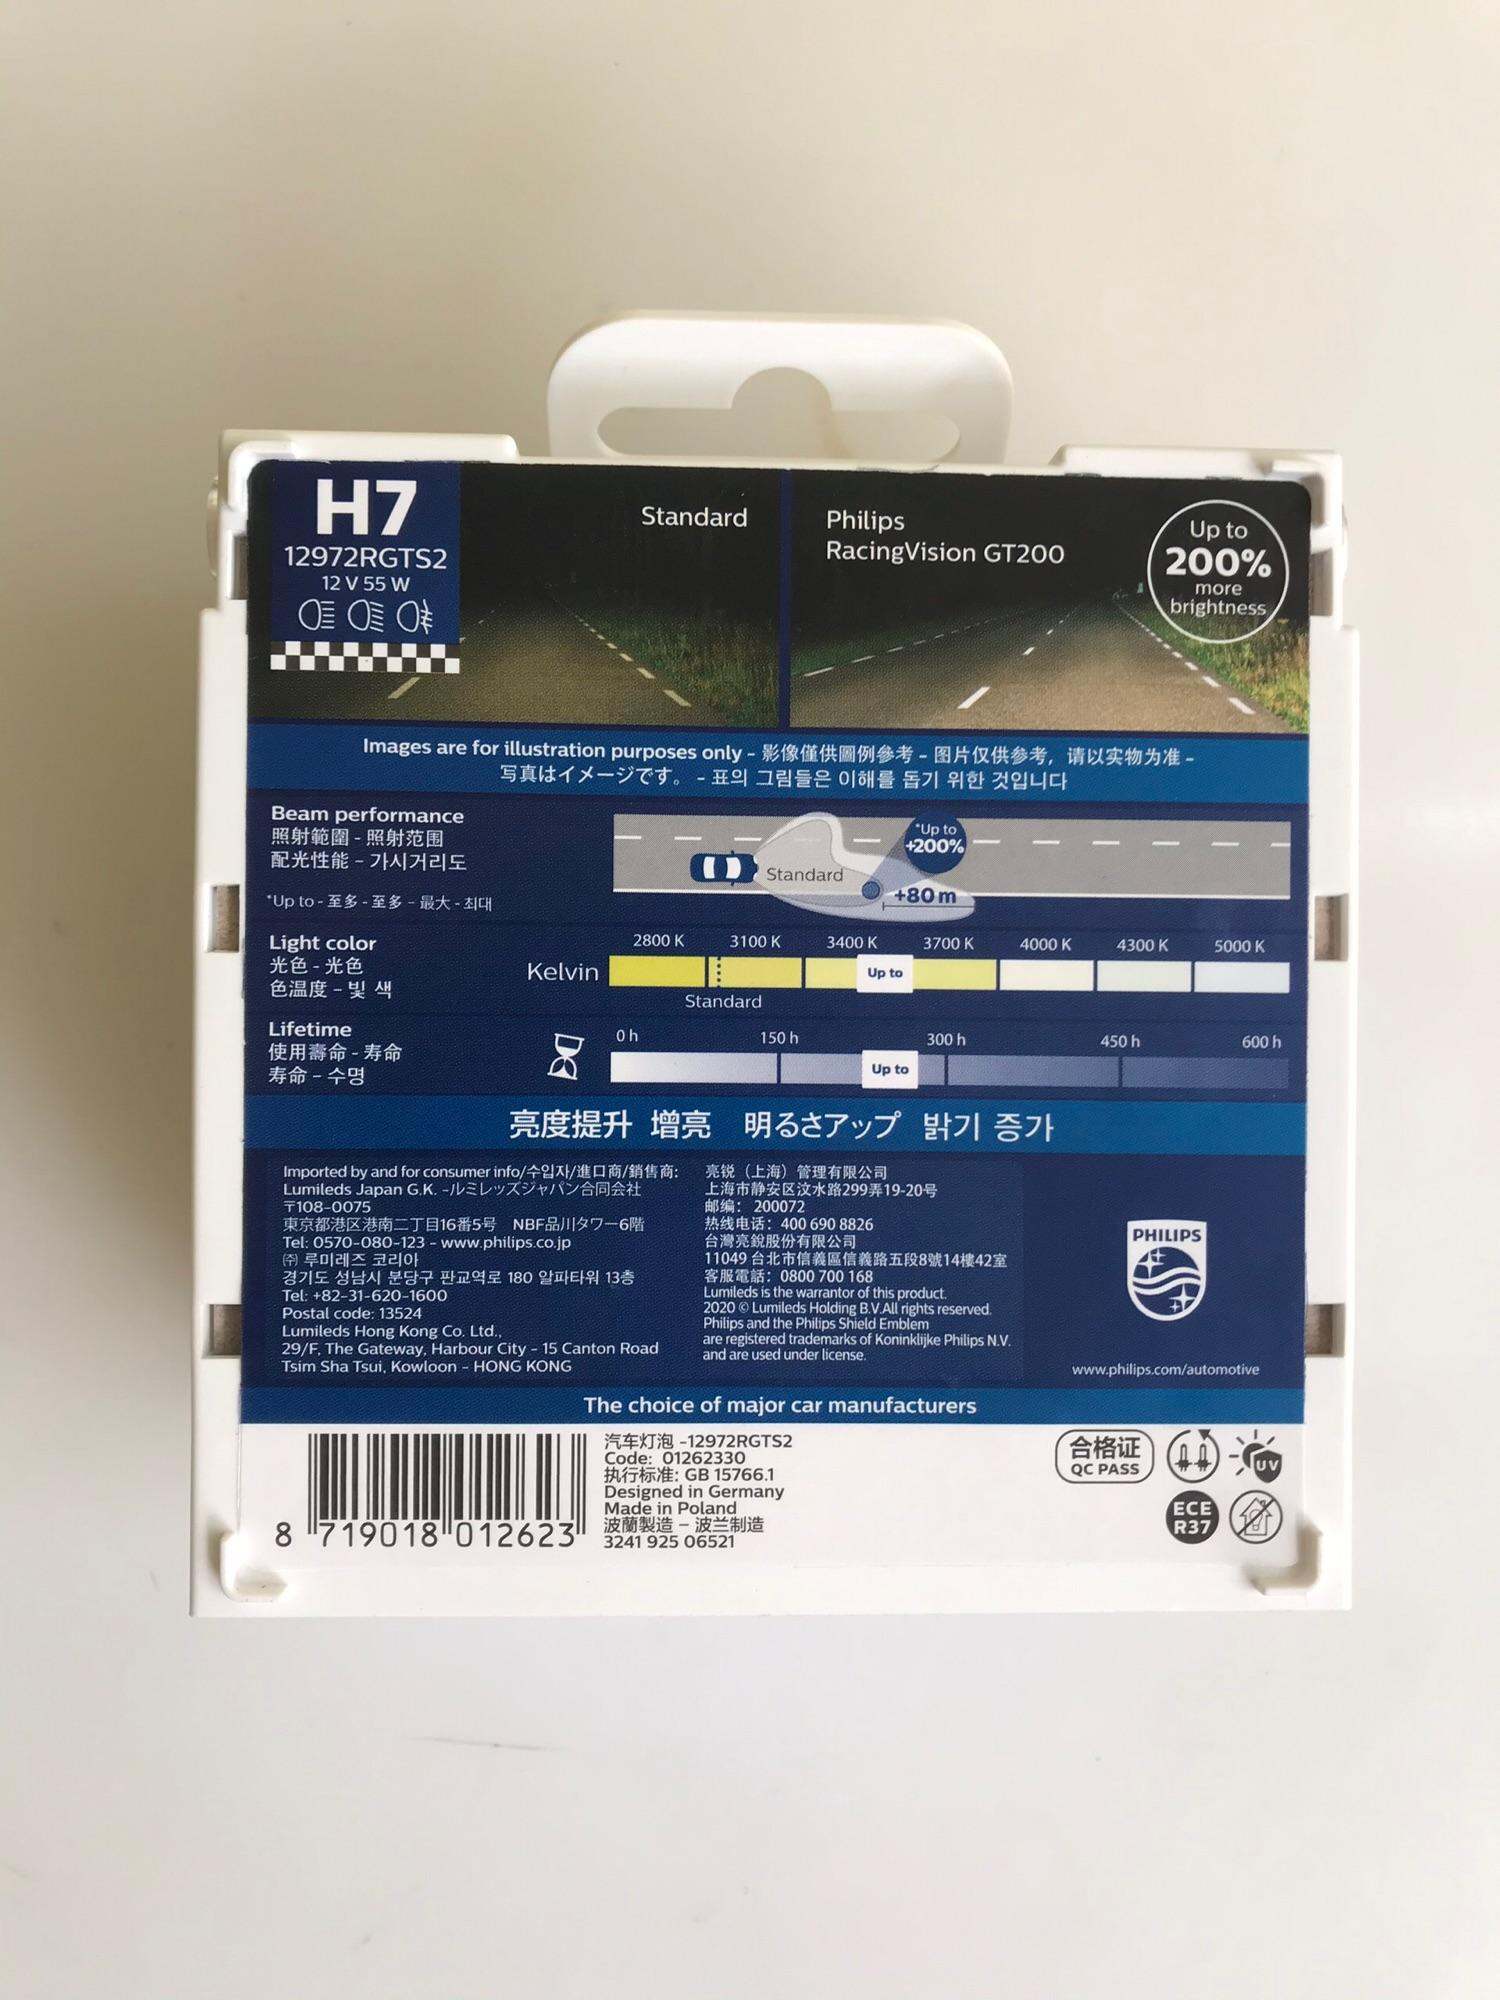 H7
12972RGTS2
12 V 55 W
Standard
Philips
RacingVision GT200
Up to
200%
more
brightness
Images are for illustration purposes only - 影像僅供圖例參考 - 图片仅供参考，请以实物为准 -
写真はイメージです。 - 표의 그림들은 이해를 돕기 위한 것입니다
Beam performance
照射範圍 - 照射范围
配光性能 - 가시거리도
*Up to - 至多 - 至多 - 最大 - 최대
Standard
*Up to
+200%
+80 m
Light color
光色 - 光色
色温度 - 빛 색
Kelvin
2800 K 3100 K 3400 K 3700 K 4000 K 4300 K 5000 K
Up to
Standard
Lifetime
使用壽命 - 寿命
寿命 - 수명
0 h 150 h 300 h 450 h 600 h
Up to
亮度提升 增亮 明るさアップ 밝기 증가
Imported by and for consumer info/수입자/進口商/銷售商:
Lumileds Japan G.K. -ルミレッズジャパン合同会社
〒108-0075
東京都港区港南二丁目16番5号 NBF品川タワー6階
Tel: 0570-080-123 - www.philips.co.jp
㈜ 루미레즈 코리아
경기도 성남시 분당구 판교역로 180 알파타워 13층
Tel: +82-31-620-1600
Postal code: 13524
Lumileds Hong Kong Co. Ltd.,
29/F, The Gateway, Harbour City - 15 Canton Road
Tsim Sha Tsui, Kowloon - HONG KONG
亮锐（上海）管理有限公司
上海市静安区汶水路299弄19-20号
邮编： 200072
热线电话： 400 690 8826
台灣亮銳股份有限公司
11049 台北市信義區信義路五段8號14樓42室
客服電話： 0800 700 168
Lumileds is the warrantor of this product.
2020 © Lumileds Holding B.V.All rights reserved.
Philips and the Philips Shield Emblem
are registered trademarks of Koninklijke Philips N.V.
and are used under license.
PHILIPS
www.philips.com/automotive
The choice of major car manufacturers
8 719018 012623
汽车灯泡 -12972RGTS2
Code: 01262330
执行标准: GB 15766.1
Designed in Germany
Made in Poland
波蘭製造 - 波兰制造
3241 925 06521
合格证
QC PASS
UV
ECE
R37